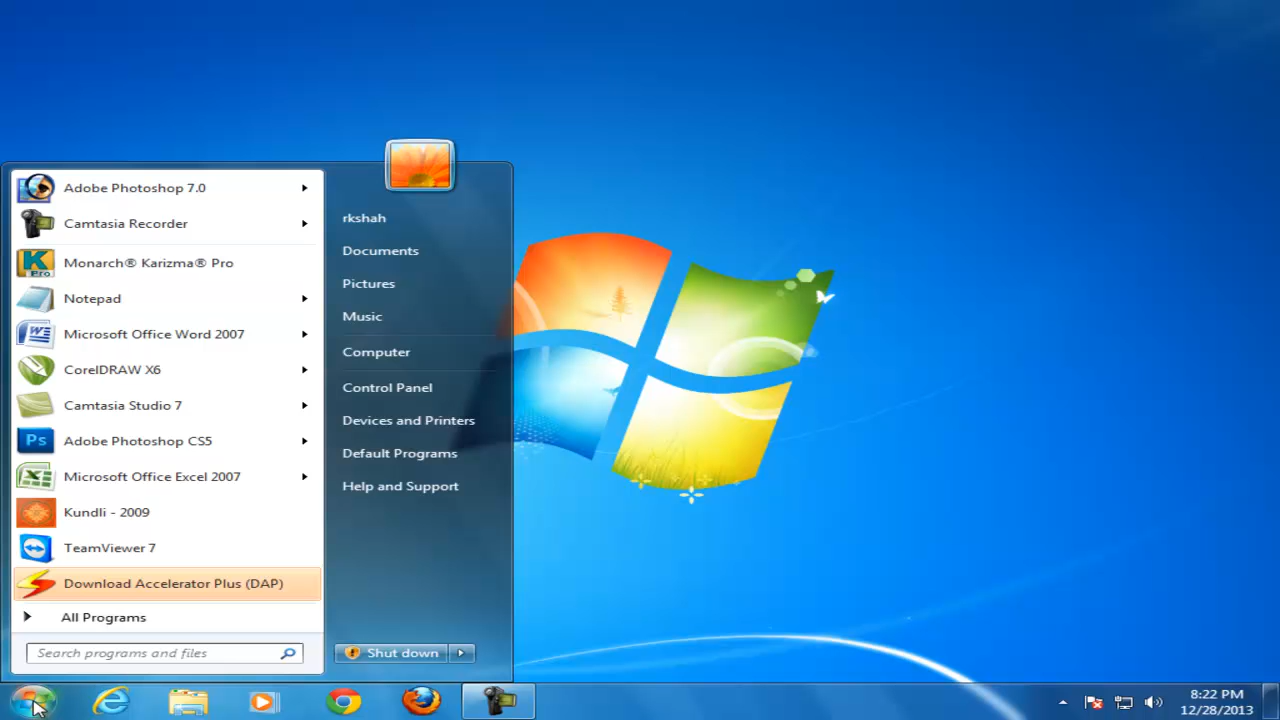 Adobe Photoshop 7.0
Camtasia Recorder
Monarch® Karizma® Pro
Notepad
Microsoft Office Word 2007
CorelDRAW X6
Camtasia Studio 7
Adobe Photoshop CS5
Microsoft Office Excel 2007
Kundli - 2009
TeamViewer 7
Download Accelerator Plus (DAP)
All Programs
Search programs and files
rkshah
Documents
Pictures
Music
Computer
Control Panel
Devices and Printers
Default Programs
Help and Support
Shut down
K
Pro
Ps
8:22 PM
12/28/2013